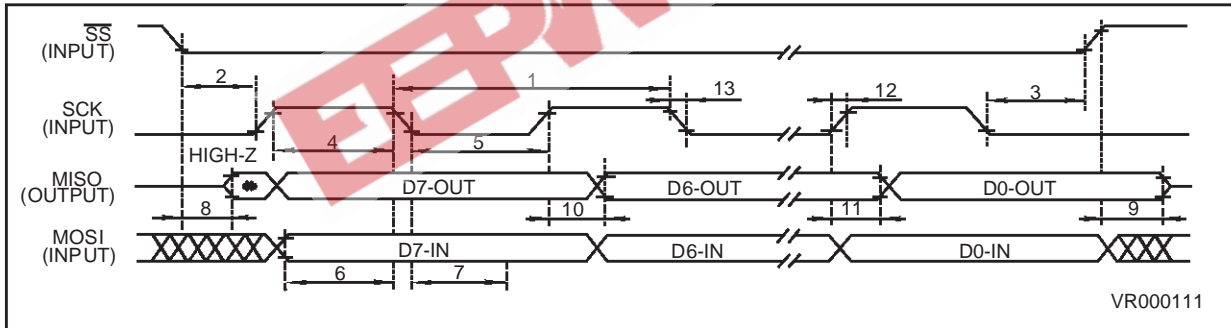 SS
(INPUT)
2
1
13
12
3
SCK
(INPUT)
4
5
HIGH-Z
MISO
(OUTPUT)
D7-OUT
D6-OUT
D0-OUT
8
10
11
9
MOSI
(INPUT)
D7-IN
D6-IN
D0-IN
6
7
VR000111